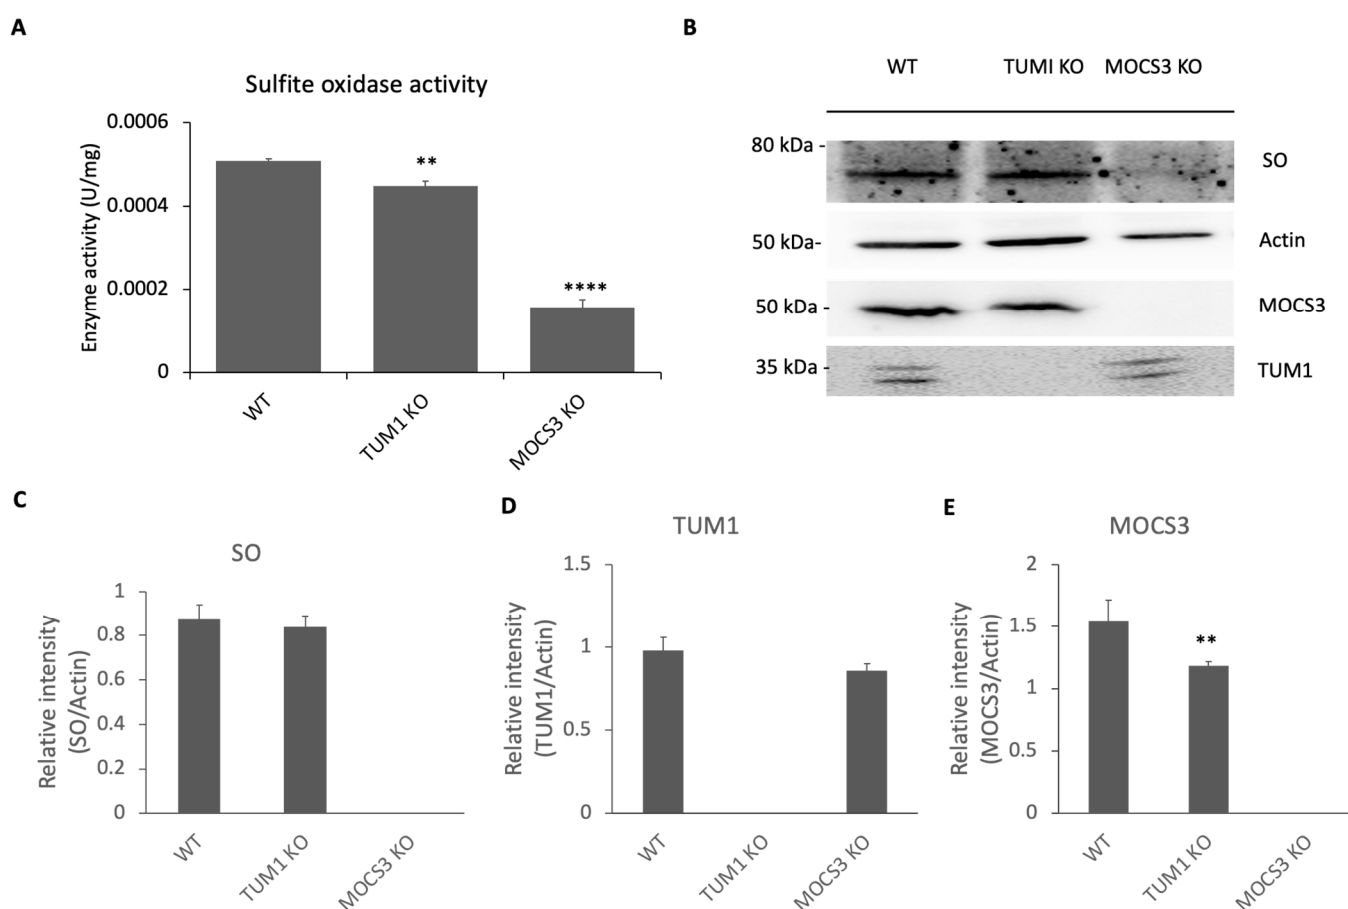 A
Sulfite oxidase activity
Enzyme activity (U/mg)
0.0006
0.0004
0.0002
0
**
****
WT
TUM1 KO
MOCS3 KO
B
WT TUMI KO MOCS3 KO
80 kDa -
SO
50 kDa-
Actin
50 kDa -
MOCS3
35 kDa -
TUM1
C
SO
Relative intensity
(SO/Actin)
1
0.8
0.6
0.4
0.2
0
WT
TUM1 KO
MOCS3 KO
D
TUM1
Relative intensity
(TUM1/Actin)
1.5
1
0.5
0
WT
TUM1 KO
MOCS3 KO
E
MOCS3
Relative intensity
(MOCS3/Actin)
2
1.5
1
0.5
0
**
WT
TUM1 KO
MOCS3 KO